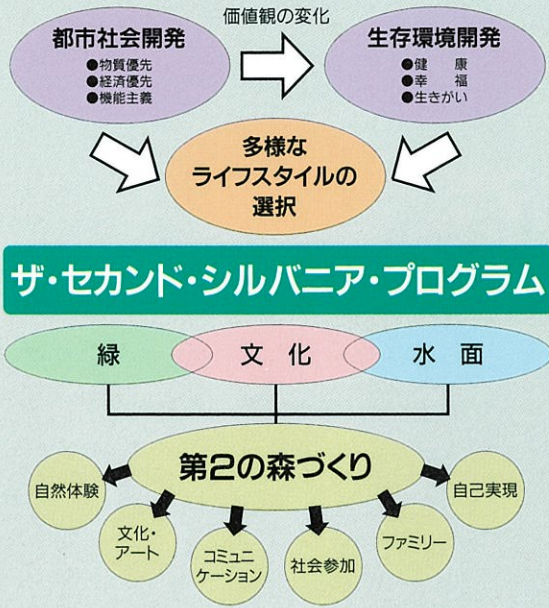 価値観の変化
都市社会開発
●物質優先
●経済優先
●機能主義
生存環境開発
●健 康
●幸 福
●生きがい
多様な
ライフスタイルの
選択
ザ・セカンド・シルバニア・プログラム
緑
文 化
水 面
第2の森づくり
自然体験
文化・
アート
コミュニ
ケーション
社会参加
ファミリー
自己実現